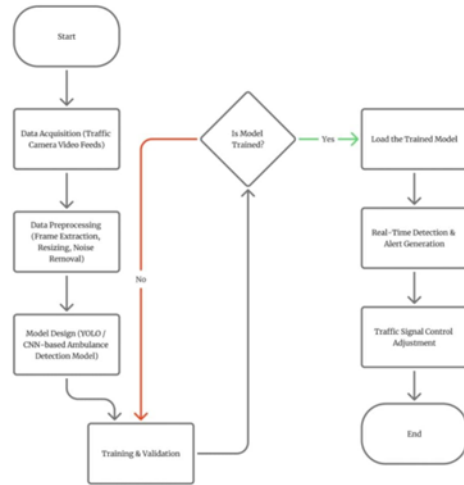 Start
Data Acquisition (Traffic
Camera Video Feeds)
Data Preprocessing
(Frame Extraction,
Resizing, Noise
Removal)
Model Design (YOLO /
CNN-based Ambulance
Detection Model)
Training & Validation
Is Model
Trained?
No
Yes
Load the Trained Model
Real-Time Detection &
Alert Generation
Traffic Signal Control
Adjustment
End